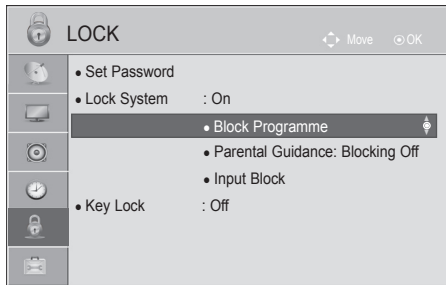 LOCK
Move OK
• Set Password
• Lock System : On
• Block Programme
• Parental Guidance: Blocking Off
• Input Block
• Key Lock : Off